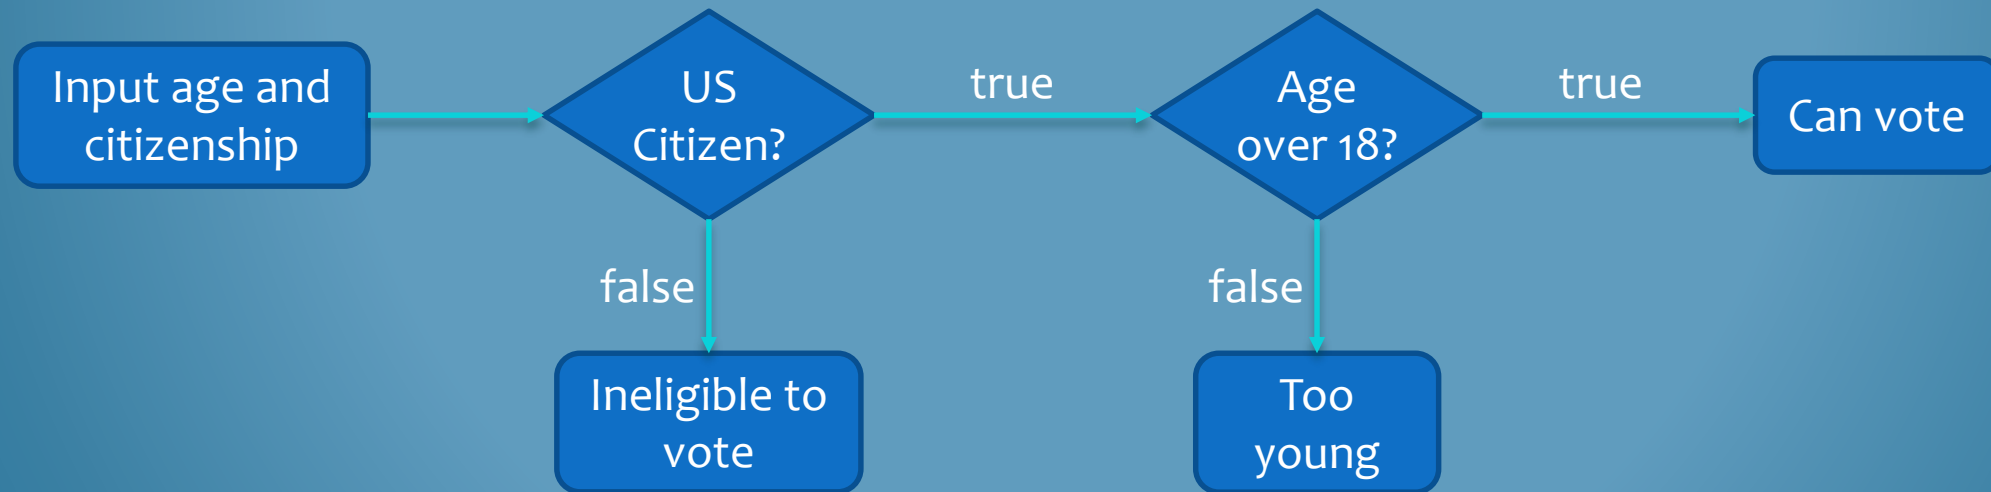 Input age and
citizenship
US
Citizen?
true
Age
over 18?
true
Can vote
false
Ineligible to
vote
false
Too
young